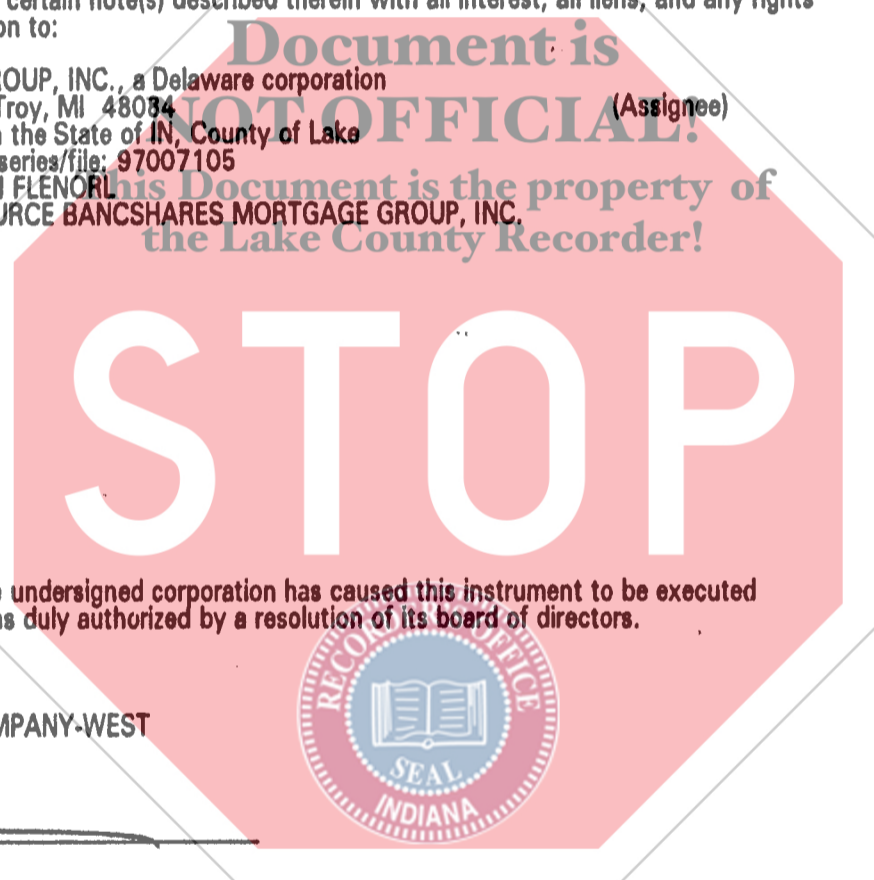 certain note(s) described therein with all interest, all liens, and any rights
on to:
Document is
OUP, INC., a Delaware corporation
Troy, MI 48084 (Assignee)
NOT OFFICIAL!
the State of IN, County of Lake
series/file: 97007105
FLENORL
This Document is the property of
URCE BANCSHARES MORTGAGE GROUP, INC.
the Lake County Recorder!
STOP
undersigned corporation has caused this instrument to be executed
as duly authorized by a resolution of its board of directors.
RECORDER'S OFFICE
SEAL
INDIANA
MPANY-WEST